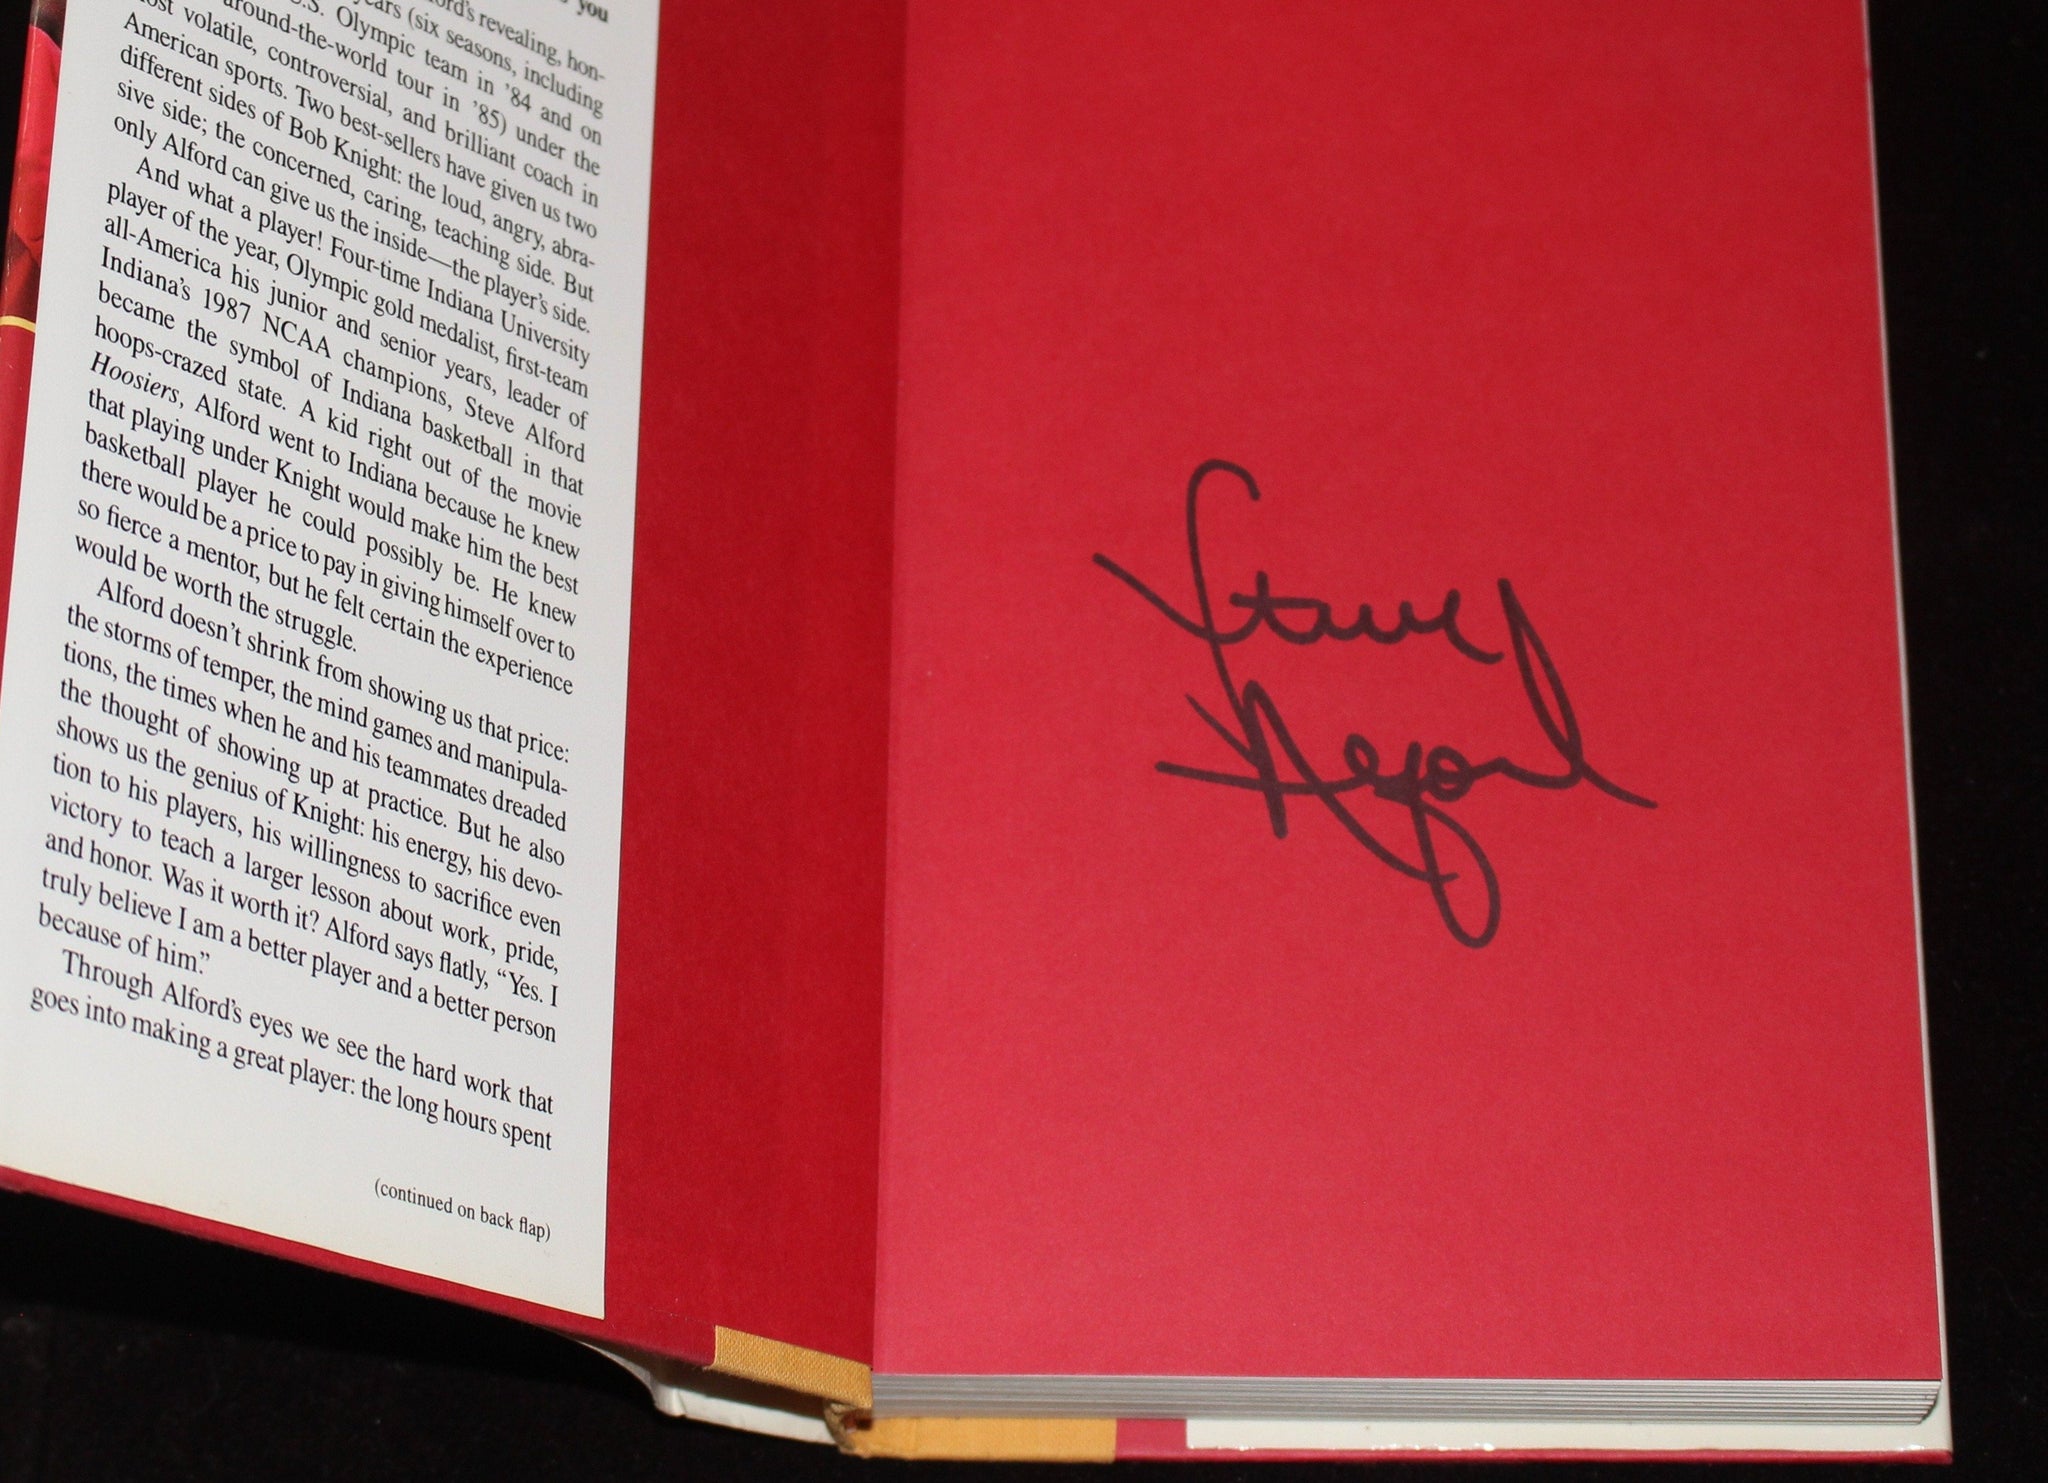 you
ord's revealing, hon-
years (six seasons, including
U.S. Olympic team in '84 and on
around-the-world tour in '85) under the
most volatile, controversial, and brilliant coach in
American sports. Two best-sellers have given us two
different sides of Bob Knight: the loud, angry, abra-
sive side; the concerned, caring, teaching side. But
only Alford can give us the inside—the player's side.
And what a player! Four-time Indiana University
player of the year, Olympic gold medalist, first-team
all-America his junior and senior years, leader of
Indiana's 1987 NCAA champions, Steve Alford
became the symbol of Indiana basketball in that
hoops-crazed state. A kid right out of the movie
Hoosiers, Alford went to Indiana because he knew
that playing under Knight would make him the best
basketball player he could possibly be. He knew
there would be a price to pay in giving himself over to
so fierce a mentor, but he felt certain the experience
would be worth the struggle.
Alford doesn't shrink from showing us that price:
the storms of temper, the mind games and manipula-
tions, the times when he and his teammates dreaded
the thought of showing up at practice. But he also
shows us the genius of Knight: his energy, his devo-
tion to his players, his willingness to sacrifice even
victory to teach a larger lesson about work, pride,
and honor. Was it worth it? Alford says flatly, "Yes. I
truly believe I am a better player and a better person
because of him."
Through Alford's eyes we see the hard work that
goes into making a great player: the long hours spent
(continued on back flap)
Steve
Alford